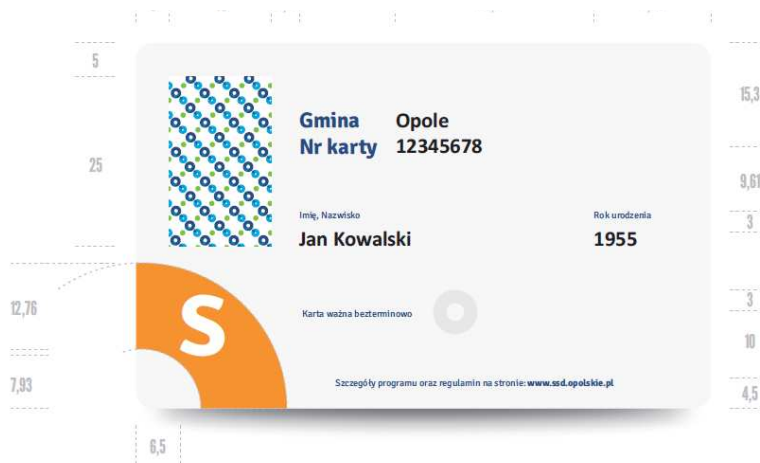 5
15,3
Gmina Opole
Nr karty 12345678
25
9,61
Imię, Nazwisko Rok urodzenia
3
Jan Kowalski 1955
12,76
S
3
Karta ważna bezterminowo
10
7,93
Szczegóły programu oraz regulamin na stronie: www.ssd.opolskie.pl
4,5
6,5